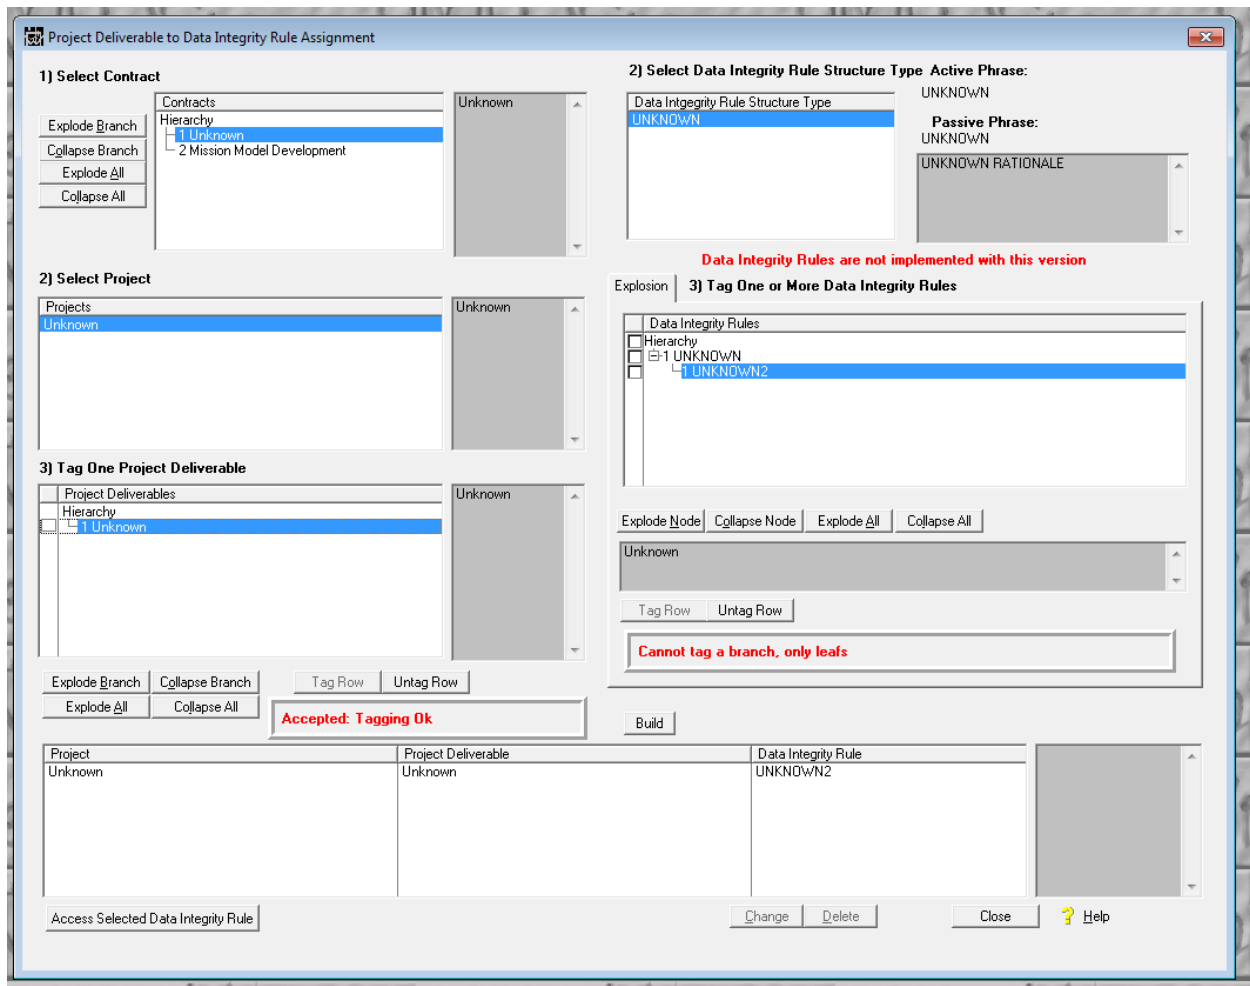 Project Deliverable to Data Integrity Rule Assignment
1) Select Contract
Explode Branch
Collapse Branch
Explode All
Collapse All
Contracts
Hierarchy
1 Unknown
2 Mission Model Development
Unknown
2) Select Data Integrity Rule Structure Type
Data Intgegrity Rule Structure Type
UNKNOWN
Active Phrase:
UNKNOWN
Passive Phrase:
UNKNOWN
UNKNOWN RATIONALE
Data Integrity Rules are not implemented with this version
2) Select Project
Projects
Unknown
Unknown
Explosion
3) Tag One or More Data Integrity Rules
Data Integrity Rules
Hierarchy
1 UNKNOWN
1 UNKNOWN2
Explode Node
Collapse Node
Explode All
Collapse All
Unknown
Tag Row
Untag Row
Cannot tag a branch, only leafs
3) Tag One Project Deliverable
Project Deliverables
Hierarchy
1 Unknown
Unknown
Explode Branch
Collapse Branch
Explode All
Collapse All
Tag Row
Untag Row
Accepted: Tagging Ok
Build
Project
Project Deliverable
Data Integrity Rule
Unknown
Unknown
UNKNOWN2
Access Selected Data Integrity Rule
Change
Delete
Close
? Help